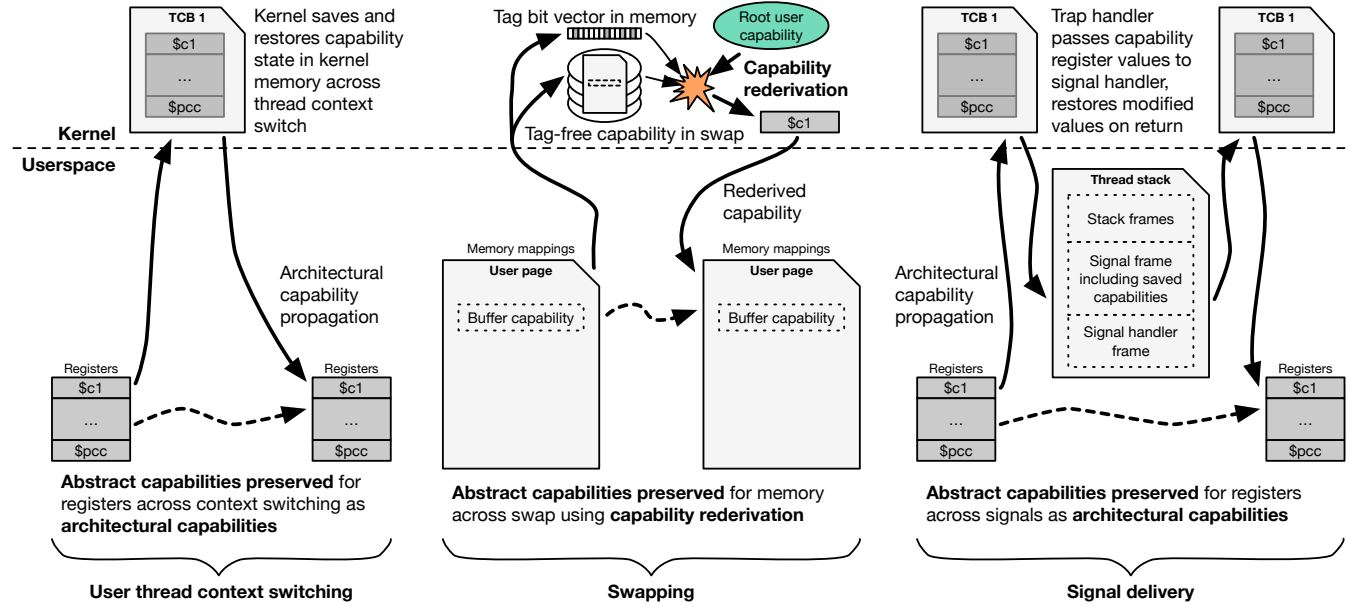 TCB 1
$c1
...
$pcc
Kernel saves and
restores capability
state in kernel
memory across
thread context
switch
Kernel
Userspace
Architectural
capability
propagation
Registers
$c1
...
$pcc
Registers
$c1
...
$pcc
Abstract capabilities preserved for
registers across context switching as
architectural capabilities
User thread context switching
Tag bit vector in memory
Root user
capability
Capability
rederivation
Tag-free capability in swap
$c1
Rederived
capability
Memory mappings
User page
Buffer capability
Memory mappings
User page
Buffer capability
Abstract capabilities preserved for memory
across swap using capability rederivation
Swapping
TCB 1
$c1
...
$pcc
Trap handler
passes capability
register values to
signal handler,
restores modified
values on return
TCB 1
$c1
...
$pcc
Thread stack
Stack frames
Signal frame
including saved
capabilities
Signal handler
frame
Architectural
capability
propagation
Registers
$c1
...
$pcc
Registers
$c1
...
$pcc
Abstract capabilities preserved for registers
across signals as architectural capabilities
Signal delivery